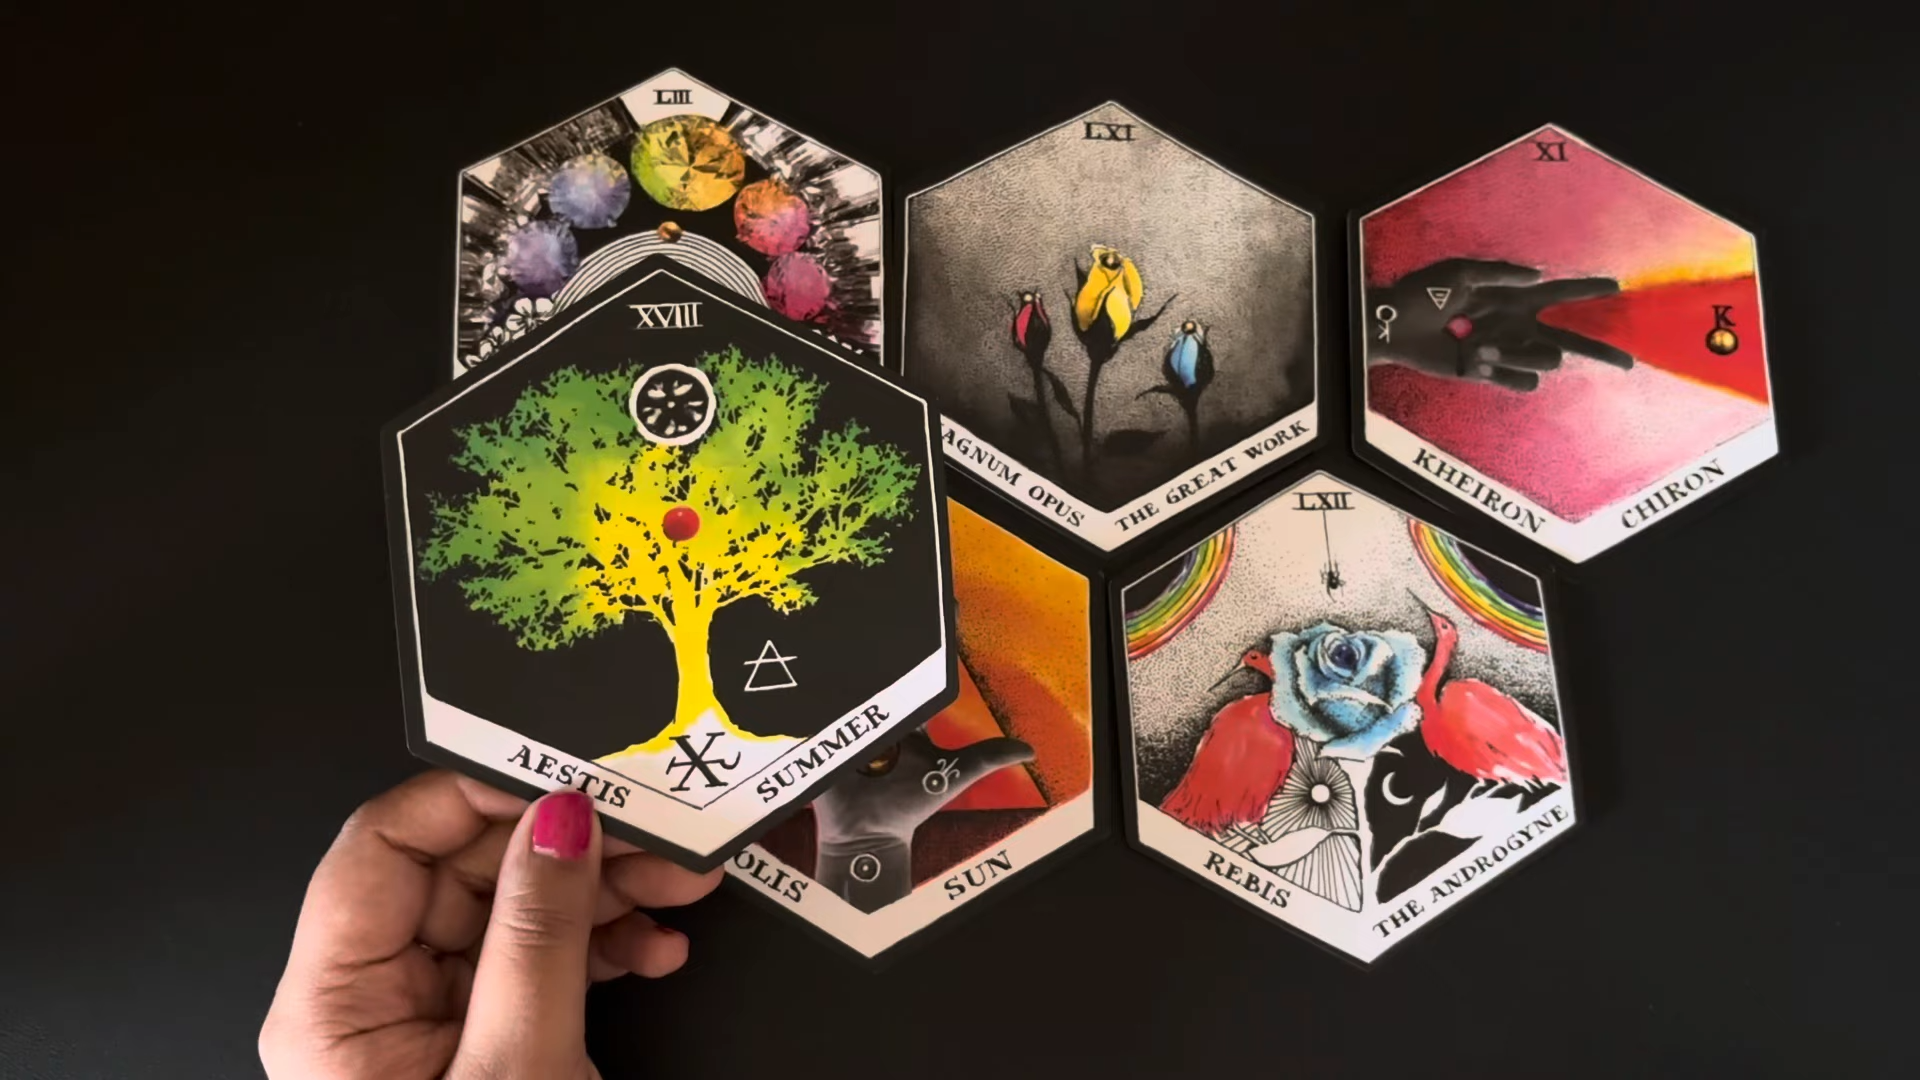 LIII
LXI
XI
XVIII
K
AGNUM OPUS
THE GREAT WORK
KHEIRON
CHIRON
LXII
AESTIS
SUMMER
OLIS
SUN
REBIS
THE ANDROGYNE